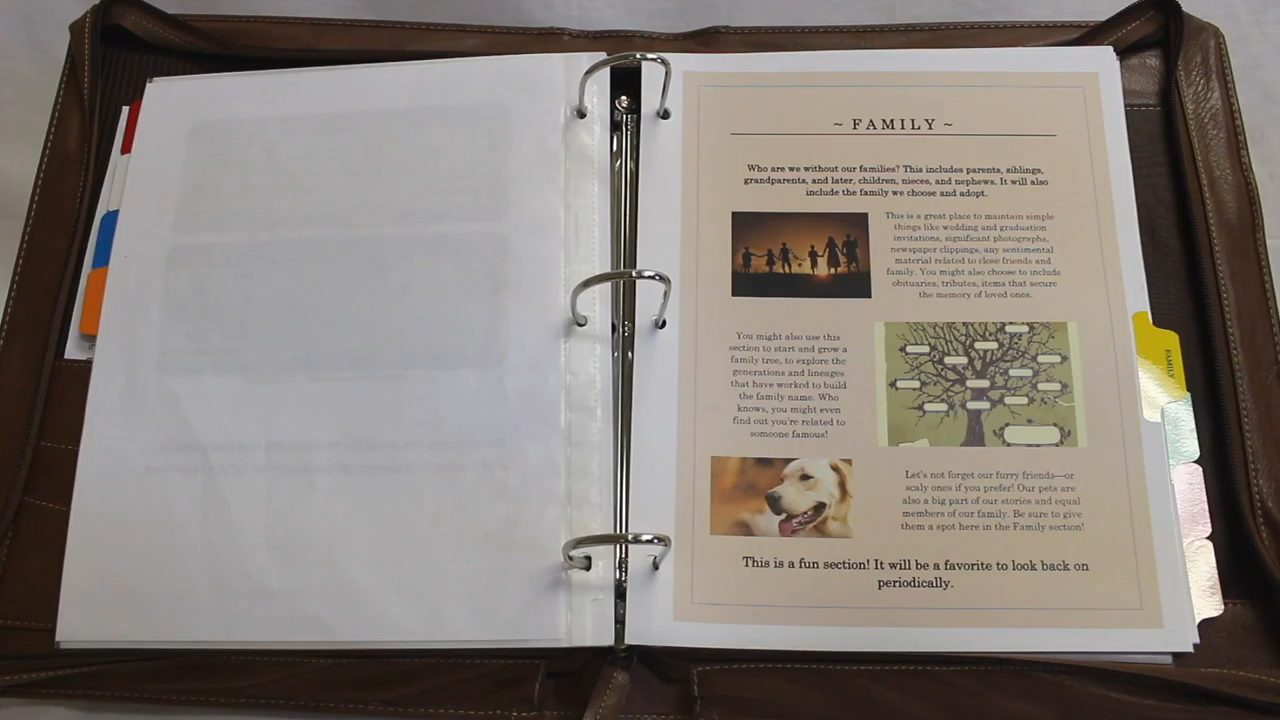 ~ FAMILY ~
Who are we without our families? This includes parents, siblings,
grandparents, and later, children, nieces, and nephews. It will also
include the family we choose and adopt.
This is a great place to maintain simple
things like wedding and graduation
invitations, significant photographs,
newspaper clippings, any sentimental
material related to close friends and
family. You might also choose to include
obituaries, tributes, items that secure
the memory of loved ones.
You might also use this
section to start and grow a
family tree, to explore the
generations and lineages
that have worked to build
the family name. Who
knows, you might even
find out you're related to
someone famous!
Let's not forget our furry friends—or
scaly ones if you prefer! Our pets are
also a big part of our stories and equal
members of our family. Be sure to give
them a spot here in the Family section!
This is a fun section! It will be a favorite to look back on
periodically.
FAMILY